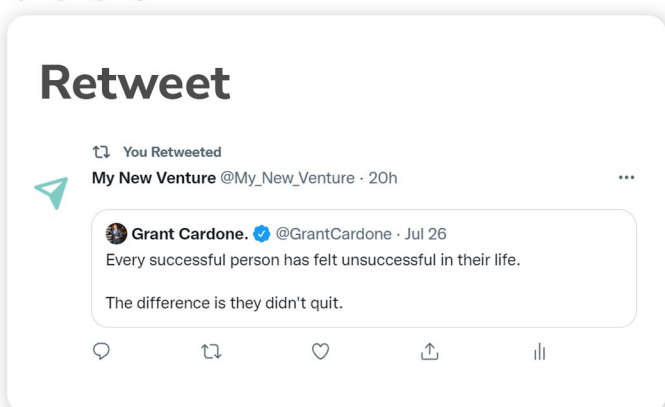 Retweet
You Retweeted
My New Venture @My_New_Venture · 20h
Grant Cardone. @GrantCardone · Jul 26
Every successful person has felt unsuccessful in their life.
The difference is they didn't quit.